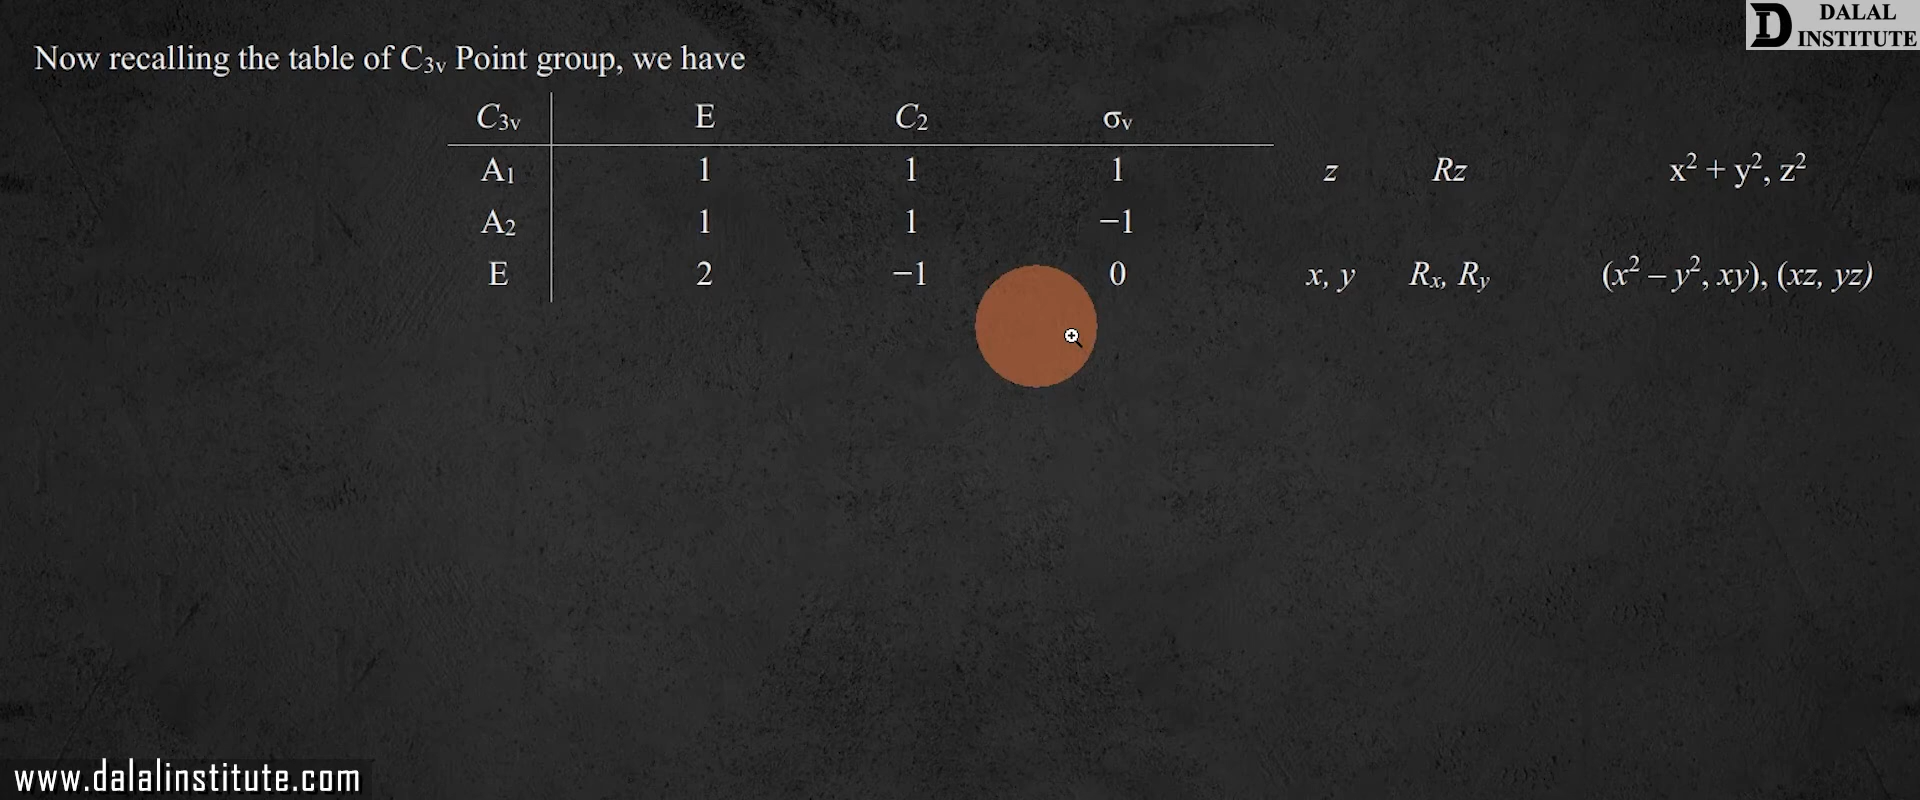 DALAL
INSTITUTE
Now recalling the table of C₃ᵥ Point group, we have
C₃ᵥ E C₂ σᵥ
A₁ 1 1 1 z Rz x² + y², z²
A₂ 1 1 −1
E 2 −1 0 x, y Rₓ, Rᵧ (x² – y², xy), (xz, yz)
www.dalalinstitute.com